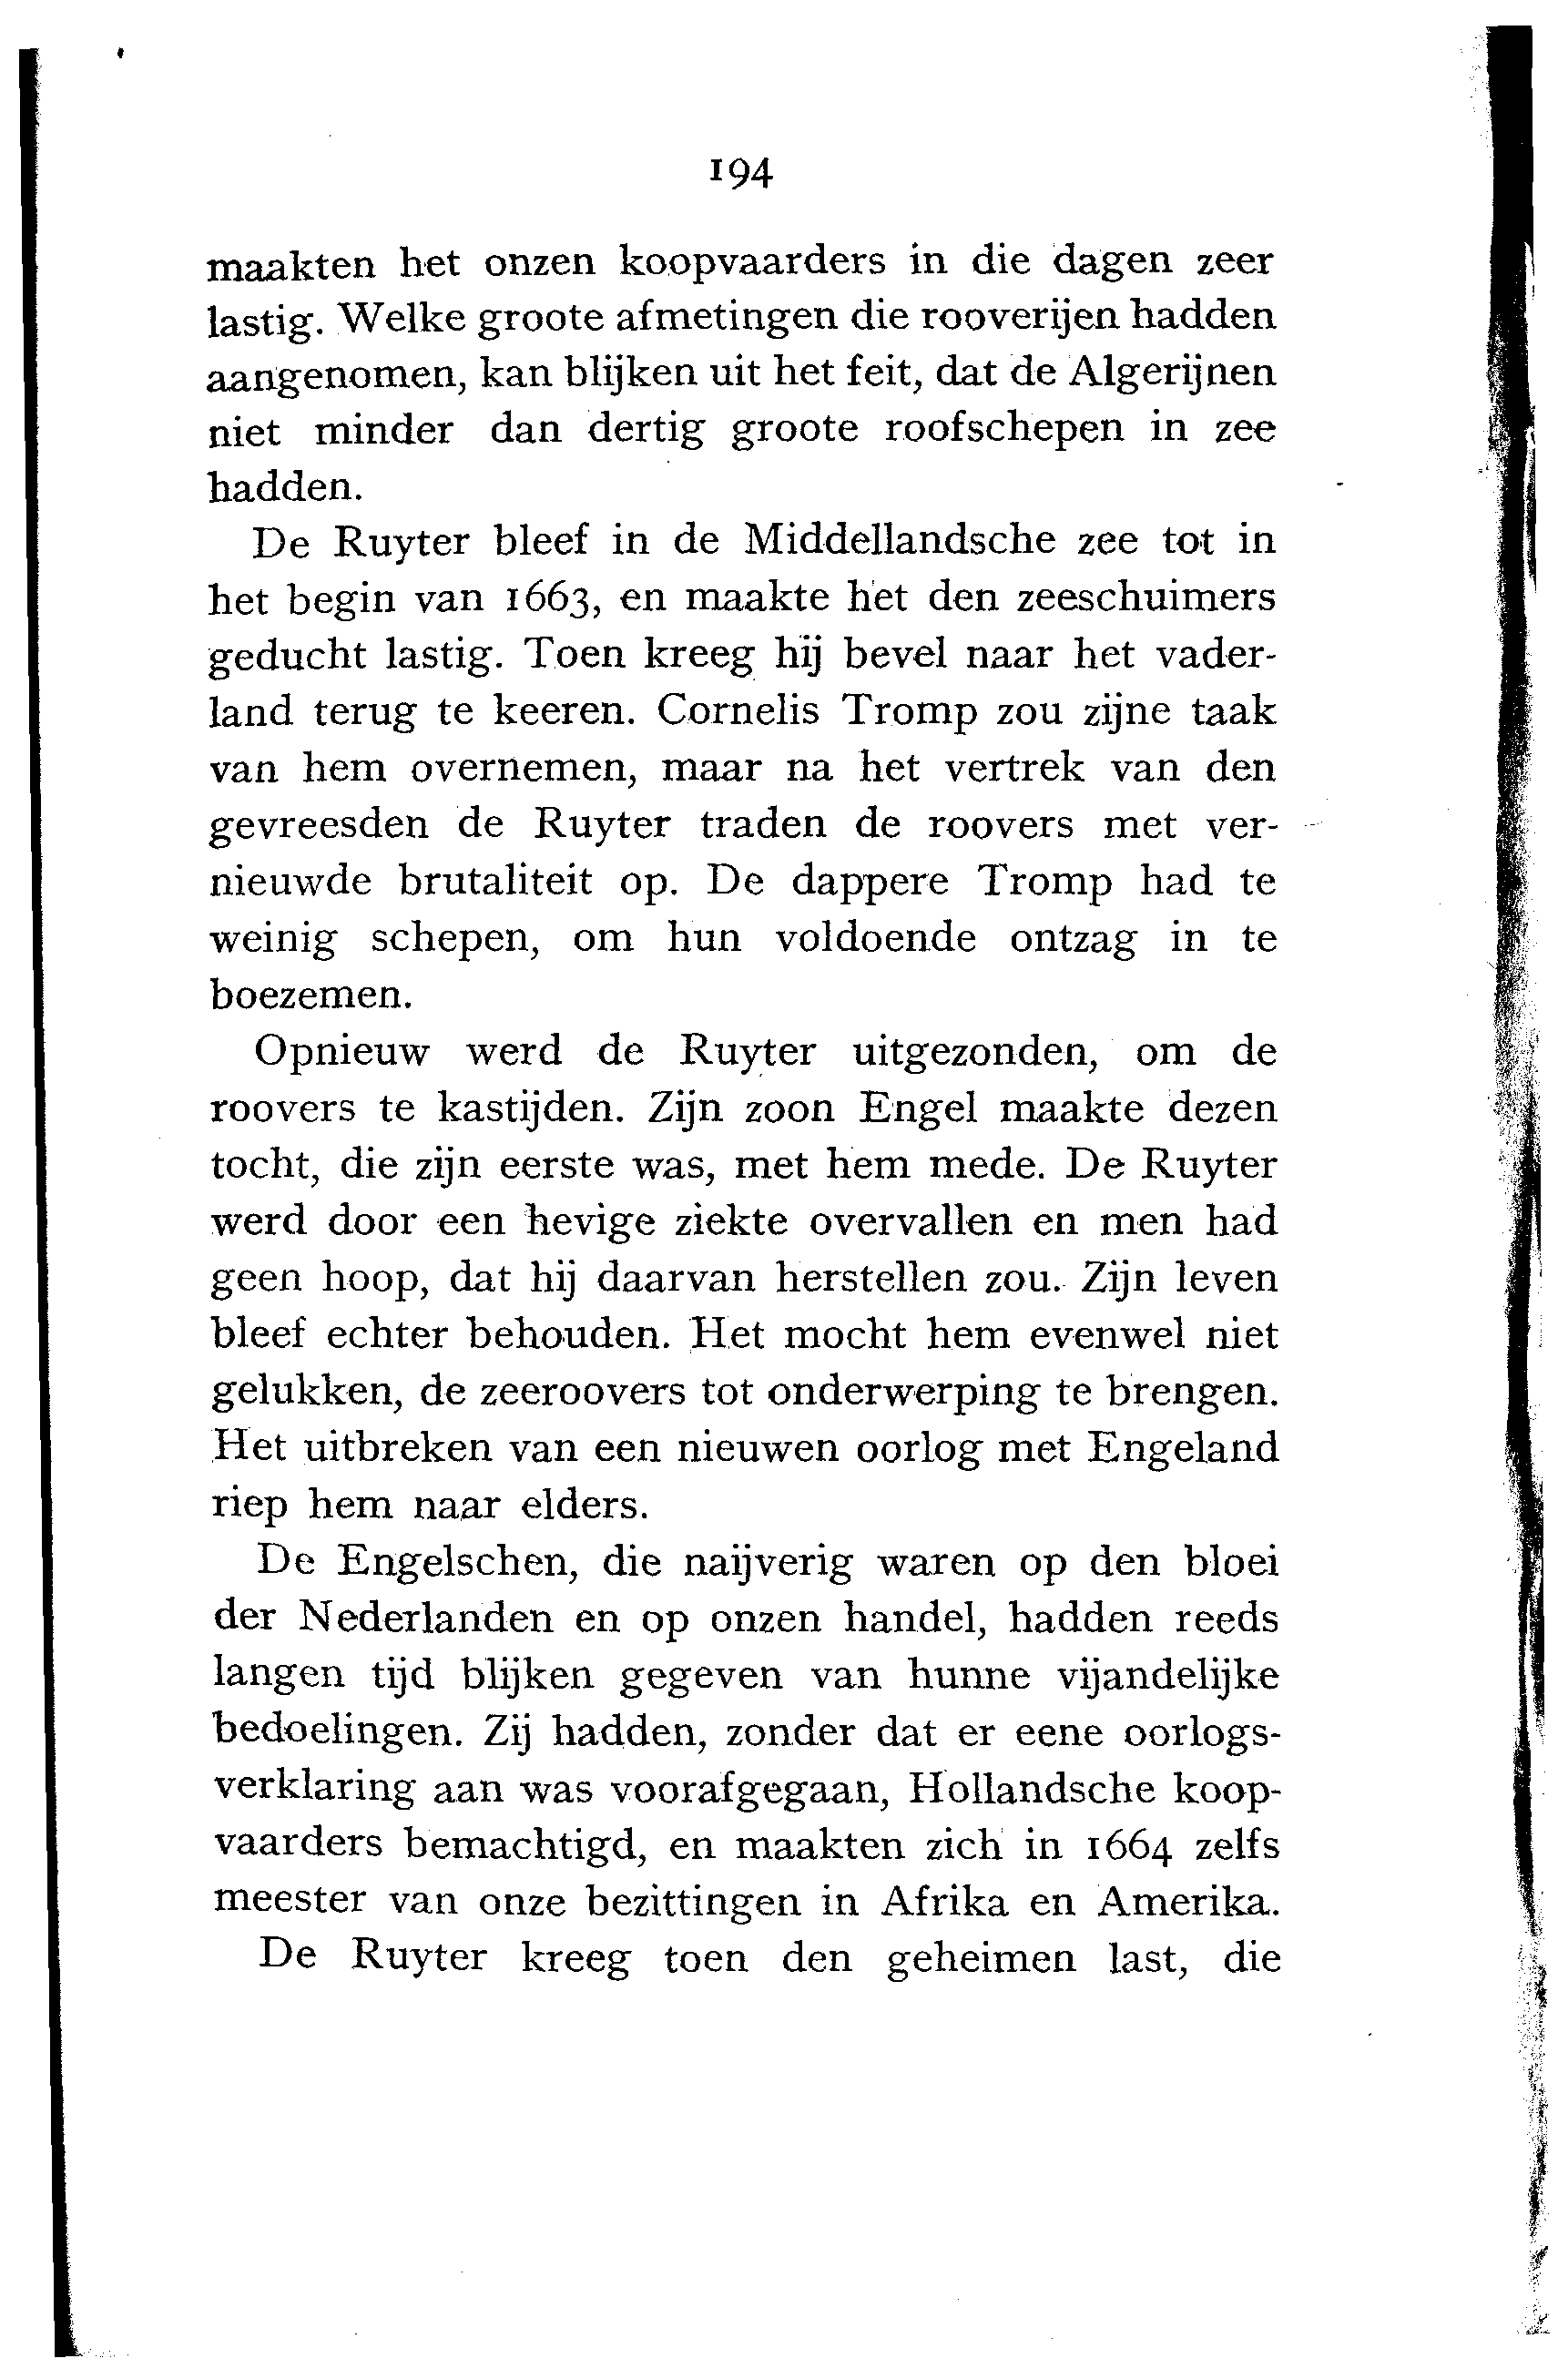 194
maakten het onzen koopvaarders in die dagen zeer
lastig. Welke groote afmetingen die rooverijen hadden
aangenomen, kan blijken uit het feit, dat de Algerijnen
niet minder dan dertig groote roofschepen in zee
hadden.
De Ruyter bleef in de Middellandsche zee tot in
het begin van 1663, en maakte het den zeeschuimers
geducht lastig. Toen kreeg hij bevel naar het vader-
land terug te keeren. Cornelis Tromp zou zijne taak
van hem overnemen, maar na het vertrek van den
gevreesden de Ruyter traden de roovers met ver-
nieuwde brutaliteit op. De dappere Tromp had te
weinig schepen, om hun voldoende ontzag in te
boezemen.
Opnieuw werd de Ruyter uitgezonden, om de
roovers te kastijden. Zijn zoon Engel maakte dezen
tocht, die zijn eerste was, met hem mede. De Ruyter
werd door een hevige ziekte overvallen en men had
geen hoop, dat hij daarvan herstellen zou. Zijn leven
bleef echter behouden. Het mocht hem evenwel niet
gelukken, de zeeroovers tot onderwerping te brengen.
Het uitbreken van een nieuwen oorlog met Engeland
riep hem naar elders.
De Engelschen, die naijverig waren op den bloei
der Nederlanden en op onzen handel, hadden reeds
langen tijd blijken gegeven van hunne vijandelijke
bedoelingen. Zij hadden, zonder dat er eene oorlogs-
verklaring aan was voorafgegaan, Hollandsche koop-
vaarders bemachtigd, en maakten zich in 1664 zelfs
meester van onze bezittingen in Afrika en Amerika.
De Ruyter kreeg toen den geheimen last, die